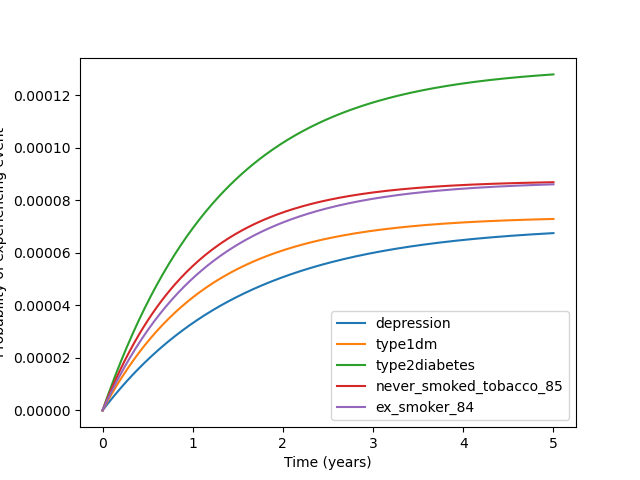 0.00012
0.00010
0.00008
0.00006
0.00004
0.00002
0.00000
depression
type1dm
type2diabetes
never_smoked_tobacco_85
ex_smoker_84
0 1 2 3 4 5
Time (years)
of experiencing event